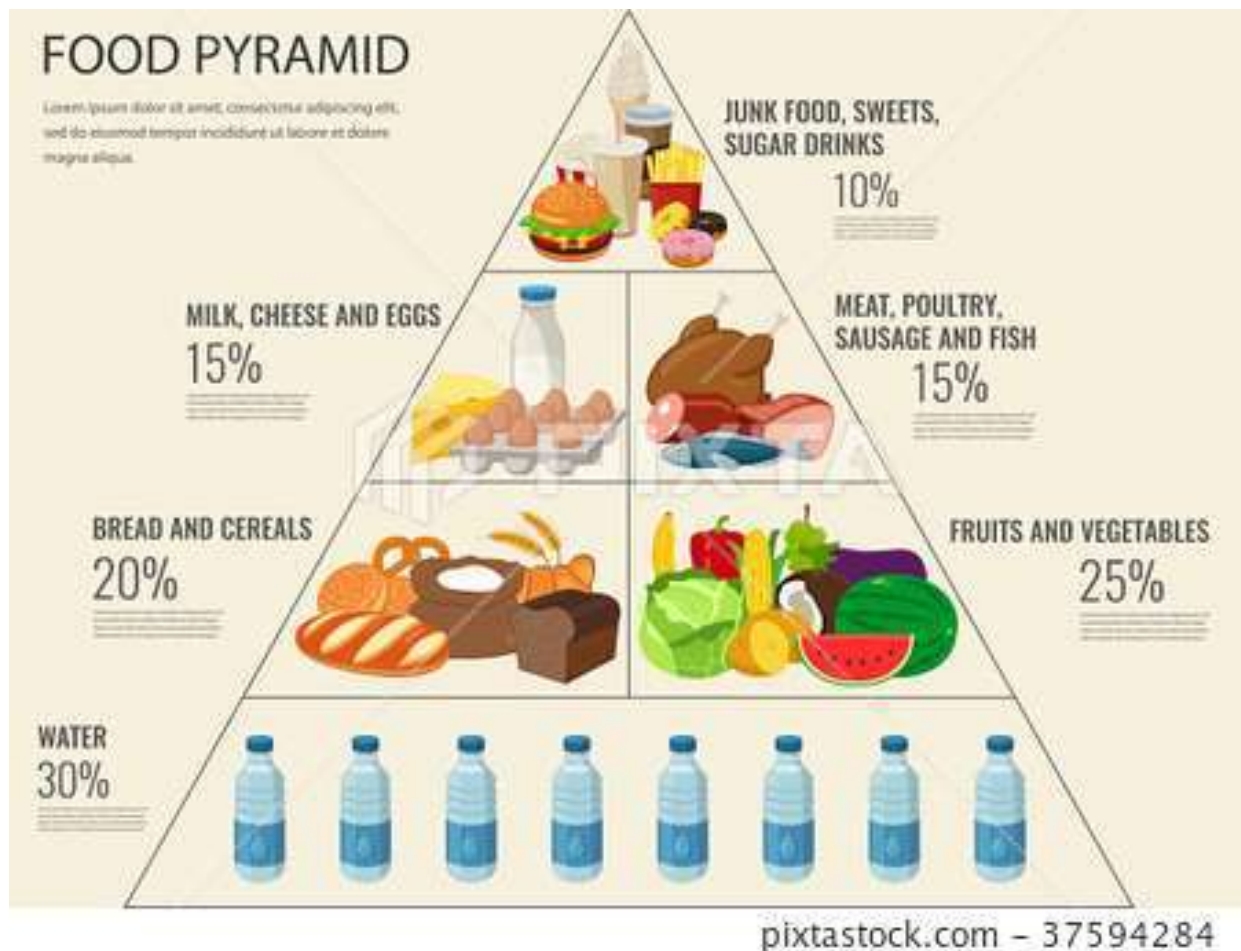 FOOD PYRAMID
Lorem ipsum dolor sit amet, consectetur adipiscing elit,
sed do eiusmod tempor incididunt ut labore et dolore
magna aliqua.
JUNK FOOD, SWEETS,
SUGAR DRINKS
10%
MILK, CHEESE AND EGGS
15%
MEAT, POULTRY,
SAUSAGE AND FISH
15%
PIXTA
BREAD AND CEREALS
20%
FRUITS AND VEGETABLES
25%
WATER
30%
pixtastock.com - 37594284